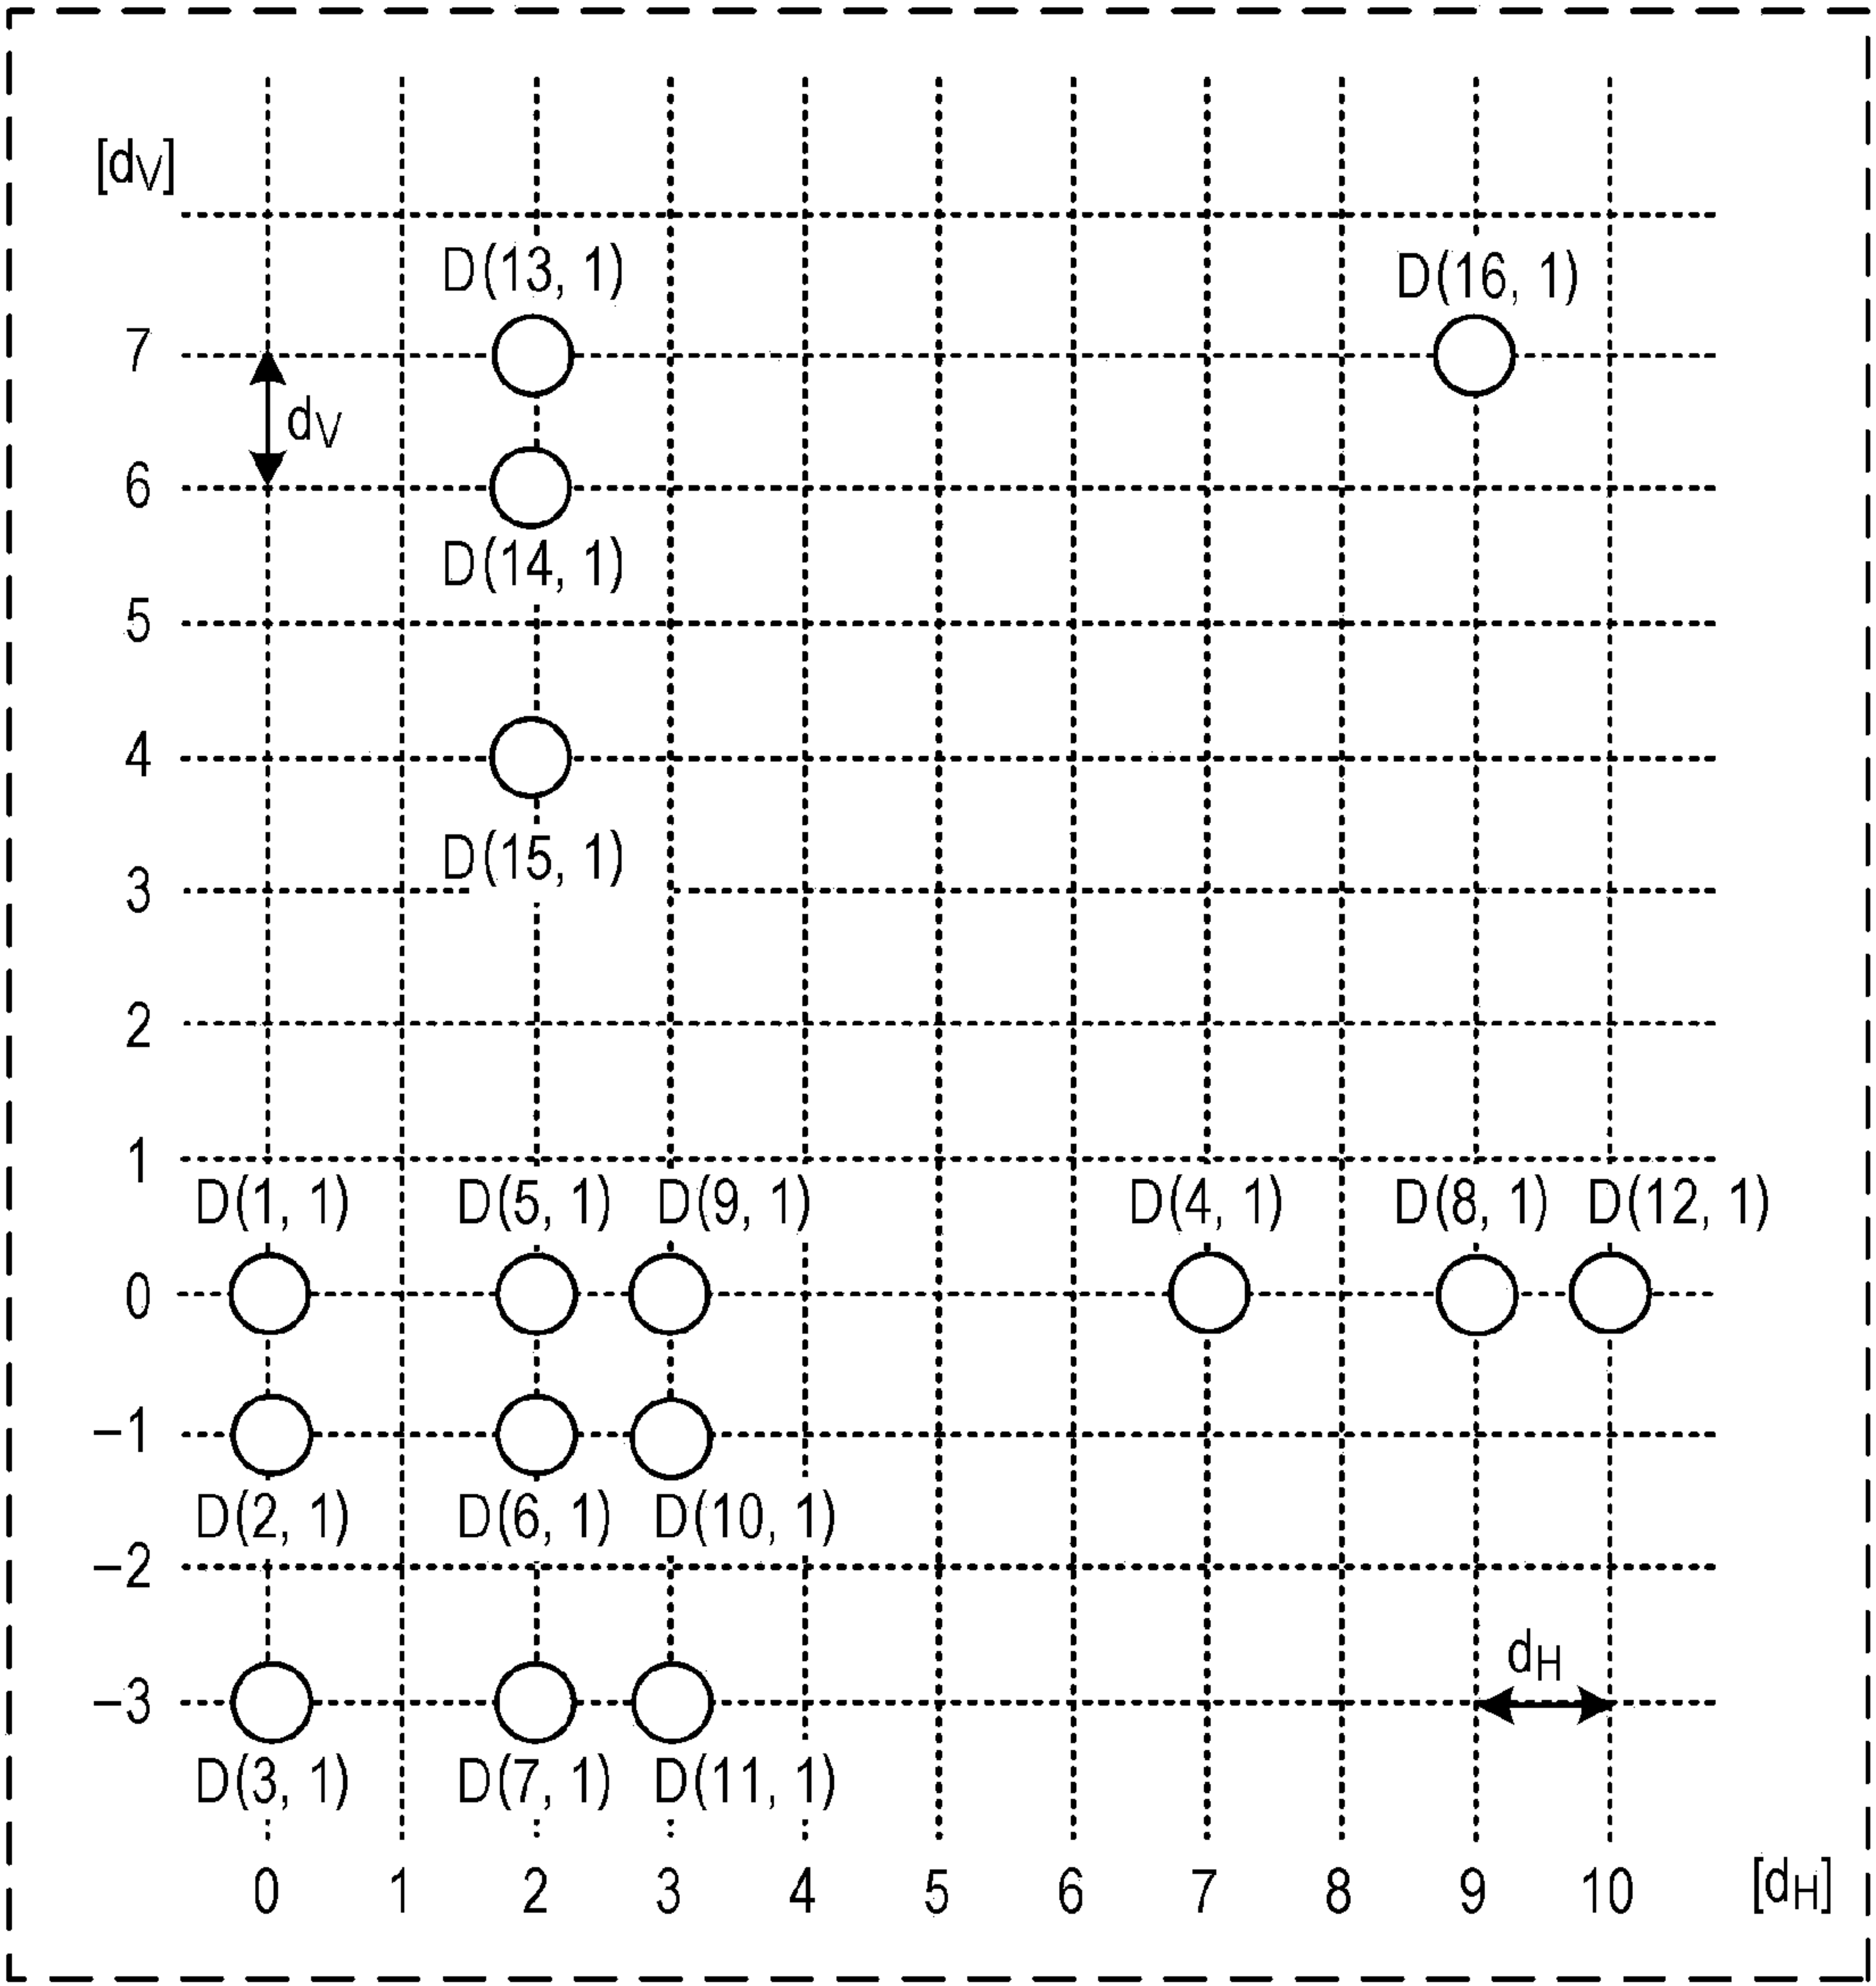 [dV]
D(13, 1) D(16, 1)
7
dV
6
D(14, 1)
5
4
D(15, 1)
3
2
1
D(1, 1) D(5, 1) D(9, 1) D(4, 1) D(8, 1) D(12, 1)
0
−1
D(2, 1) D(6, 1) D(10, 1)
−2
dH
−3
D(3, 1) D(7, 1) D(11, 1)
0 1 2 3 4 5 6 7 8 9 10 [dH]